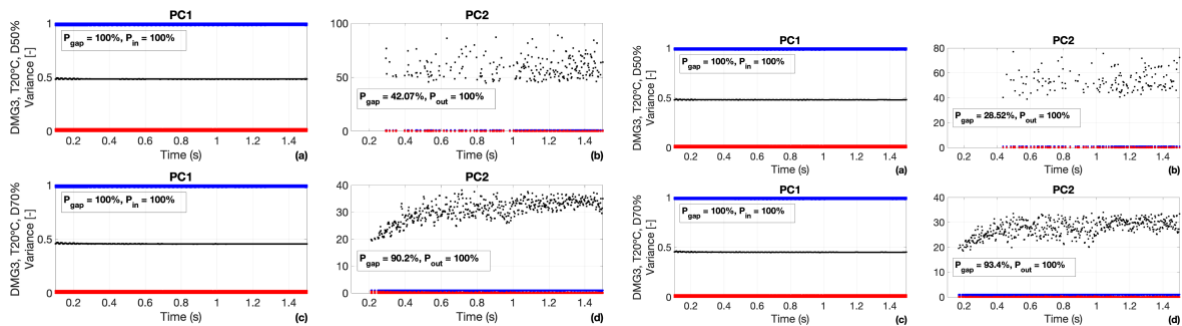 PC1
DMG3, T20ºC, D50%
Variance [-]
1
0.5
0
P_gap = 100%, P_in = 100%
0.2 0.4 0.6 0.8 1 1.2 1.4
Time (s)
(a)
PC2
100
50
0
P_gap = 42.07%, P_out = 100%
0.2 0.4 0.6 0.8 1 1.2 1.4
Time (s)
(b)
PC1
DMG3, T20ºC, D70%
Variance [-]
1
0.5
0
P_gap = 100%, P_in = 100%
0.2 0.4 0.6 0.8 1 1.2 1.4
Time (s)
(c)
PC2
40
30
20
10
0
P_gap = 90.2%, P_out = 100%
0.2 0.4 0.6 0.8 1 1.2 1.4
Time (s)
(d)
PC1
DMG3, T20ºC, D50%
Variance [-]
1
0.5
0
P_gap = 100%, P_in = 100%
0.2 0.4 0.6 0.8 1 1.2 1.4
Time (s)
(a)
PC2
80
60
40
20
0
P_gap = 28.52%, P_out = 100%
0.2 0.4 0.6 0.8 1 1.2 1.4
Time (s)
(b)
PC1
DMG3, T20ºC, D70%
Variance [-]
1
0.5
0
P_gap = 100%, P_in = 100%
0.2 0.4 0.6 0.8 1 1.2 1.4
Time (s)
(c)
PC2
40
30
20
10
0
P_gap = 93.4%, P_out = 100%
0.2 0.4 0.6 0.8 1 1.2 1.4
Time (s)
(d)